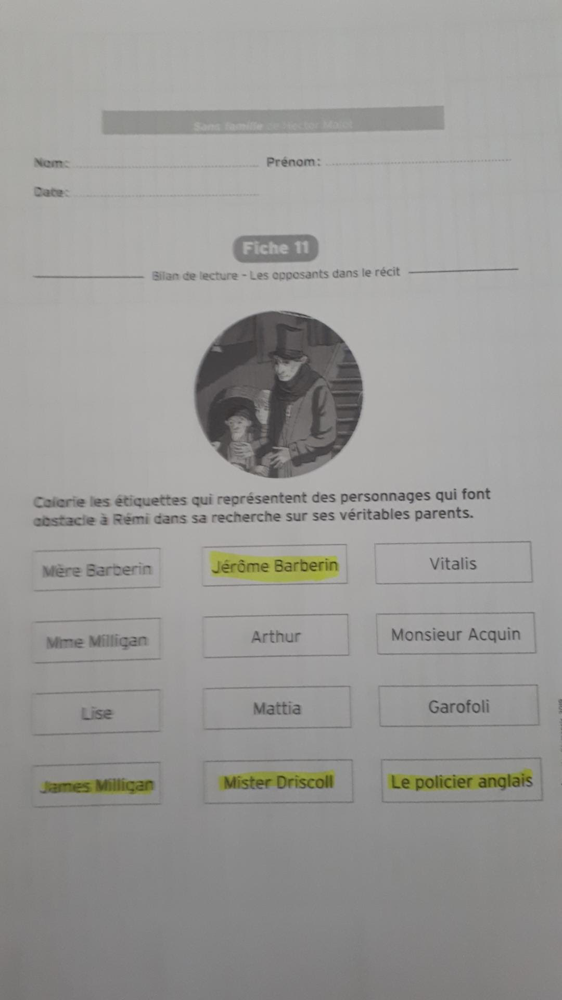 Sans famille de Hector Malot
Nom: Prénom:
Date:
Fiche 11
Bilan de lecture - Les opposants dans le récit
Colorie les étiquettes qui représentent des personnages qui font
obstacle à Rémi dans sa recherche sur ses véritables parents.
Mère Barberin Jérôme Barberin Vitalis
Mme Milligan Arthur Monsieur Acquin
Lise Mattia Garofoli
James Milligan Mister Driscoll Le policier anglais